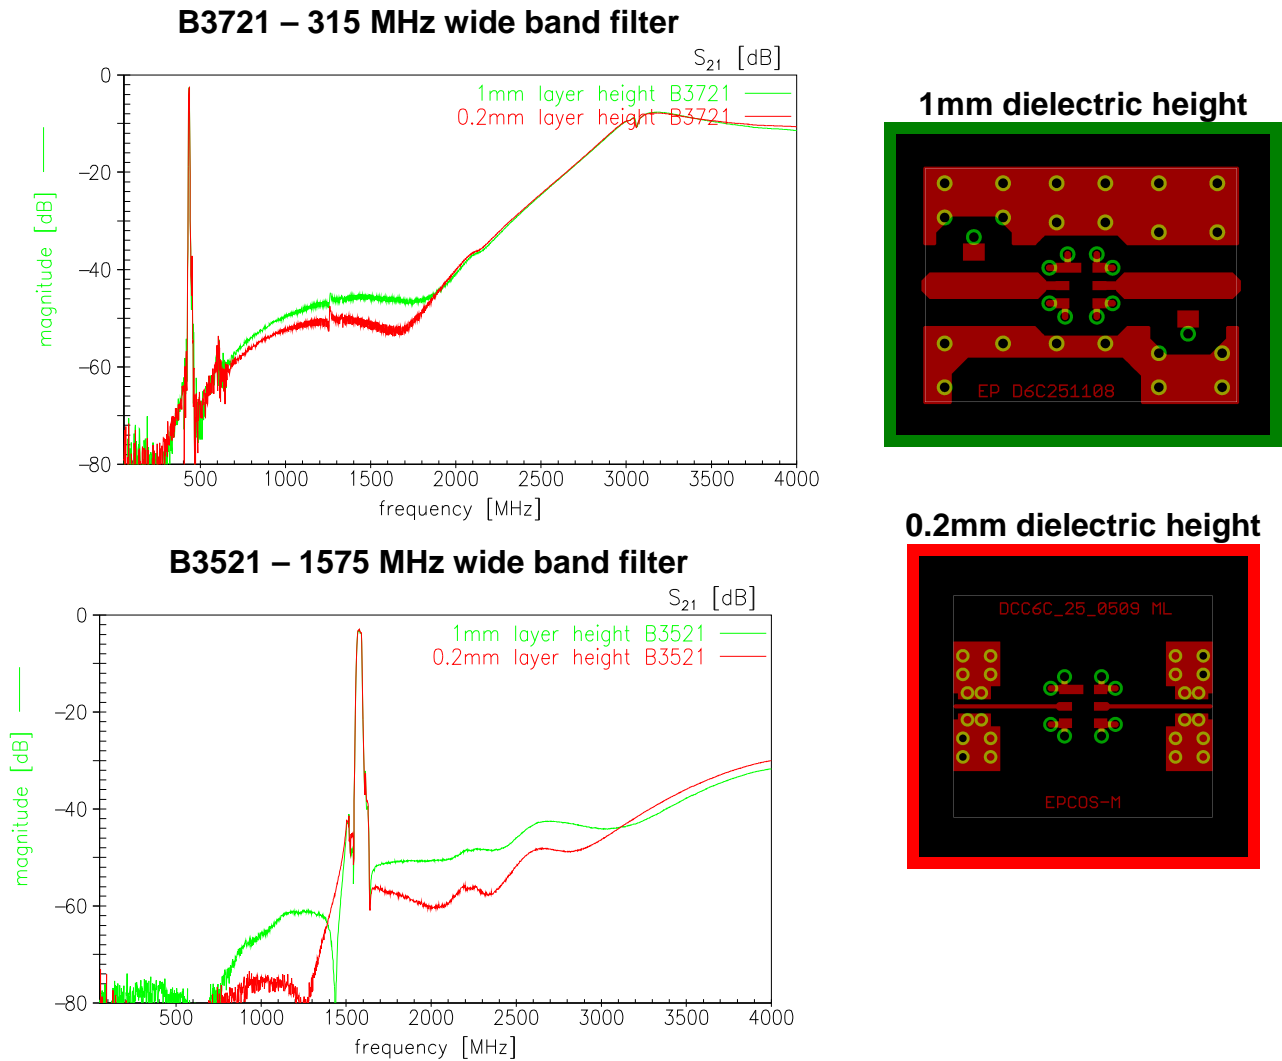 B3721 – 315 MHz wide band filter
S21 [dB]
1mm layer height B3721
0.2mm layer height B3721
magnitude [dB]
0
−20
−40
−60
−80
500 1000 1500 2000 2500 3000 3500 4000
frequency [MHz]
1mm dielectric height
EP D6C251108
B3521 – 1575 MHz wide band filter
S21 [dB]
1mm layer height B3521
0.2mm layer height B3521
magnitude [dB]
0
−20
−40
−60
−80
500 1000 1500 2000 2500 3000 3500 4000
frequency [MHz]
0.2mm dielectric height
DCC6C_25_0509 ML
EPCOS-M